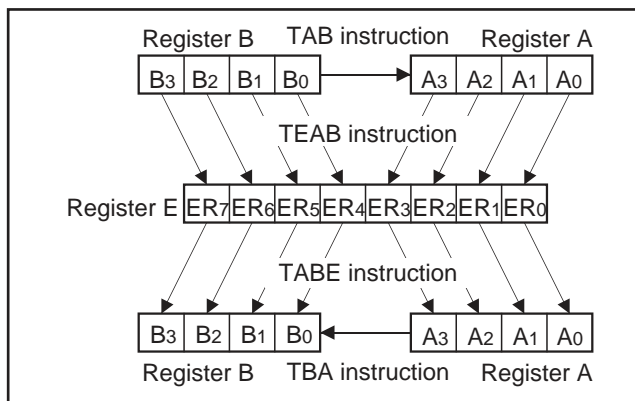 Register B TAB instruction Register A
B3 B2 B1 B0 A3 A2 A1 A0
TEAB instruction
Register E ER7 ER6 ER5 ER4 ER3 ER2 ER1 ER0
TABE instruction
B3 B2 B1 B0 A3 A2 A1 A0
Register B TBA instruction Register A